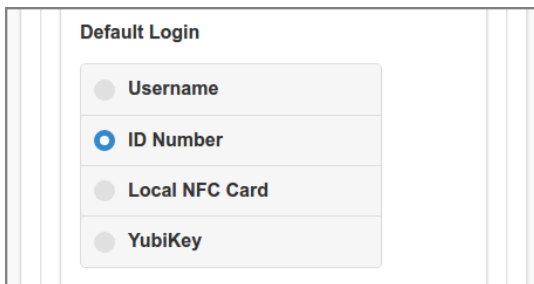 Default Login
Username
ID Number
Local NFC Card
YubiKey